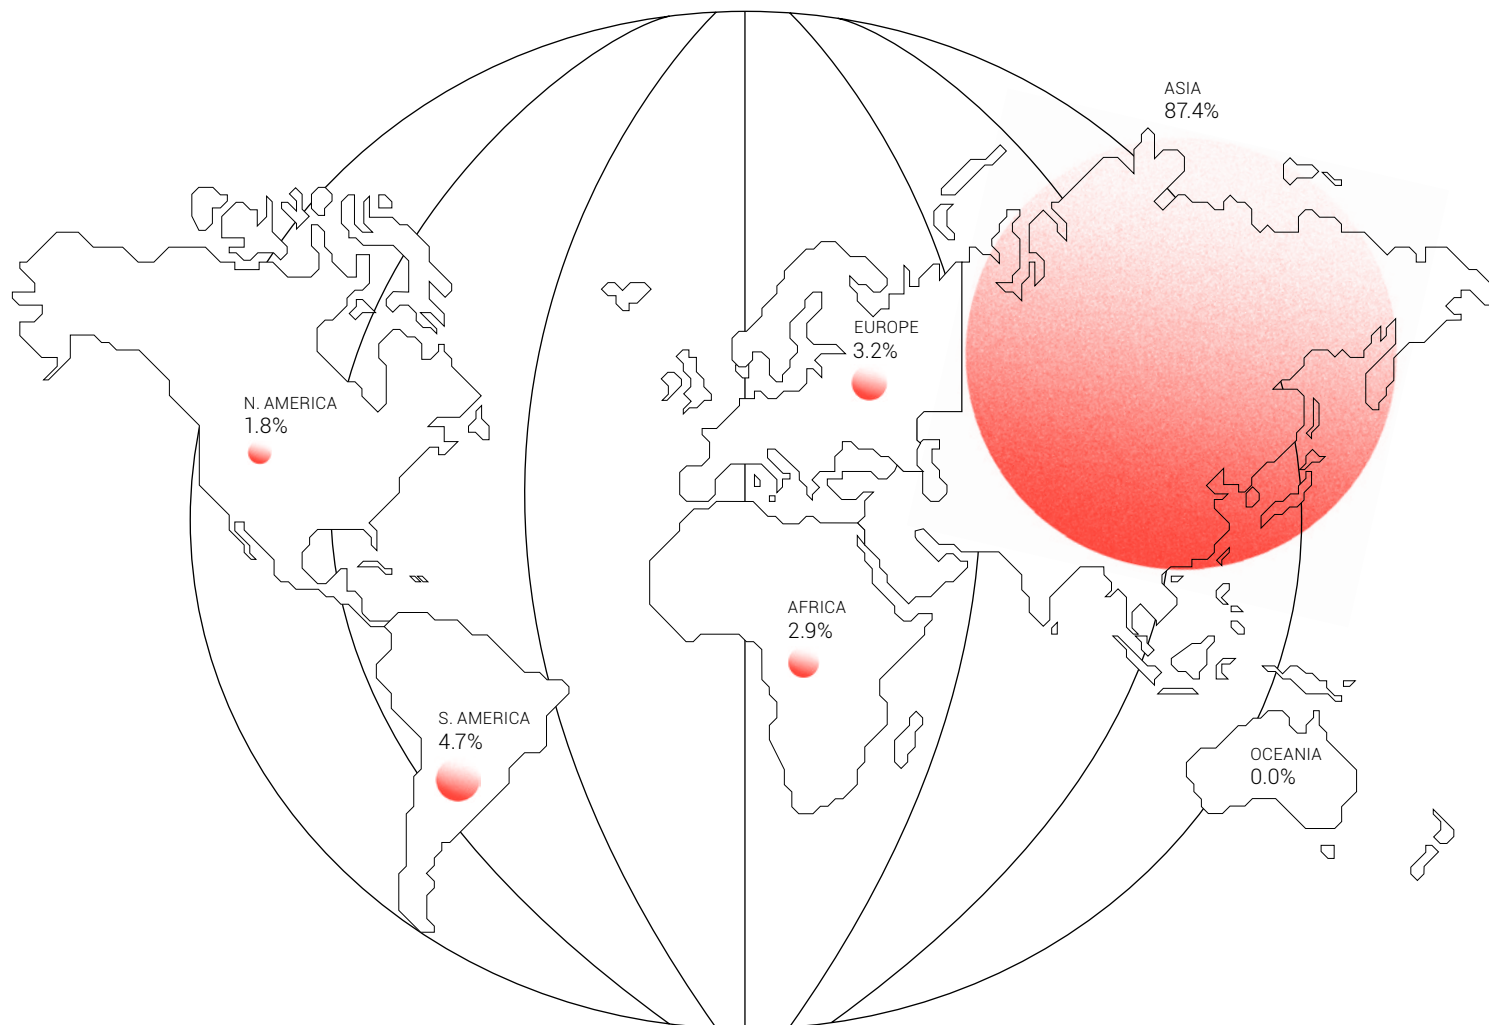 ASIA
87.4%
EUROPE
3.2%
N. AMERICA
1.8%
AFRICA
2.9%
S. AMERICA
4.7%
OCEANIA
0.0%